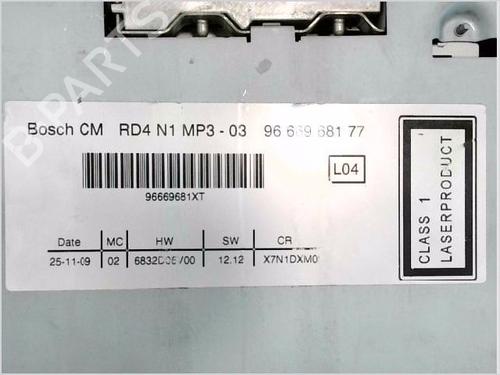 Bosch CM RD4 N1 MP3 - 03 96 669 681 77
L04
96669681XT
Date MC HW SW CR
25-11-09 02 12.12
CLASS 1
LASERPRODUCT
B-PARTS